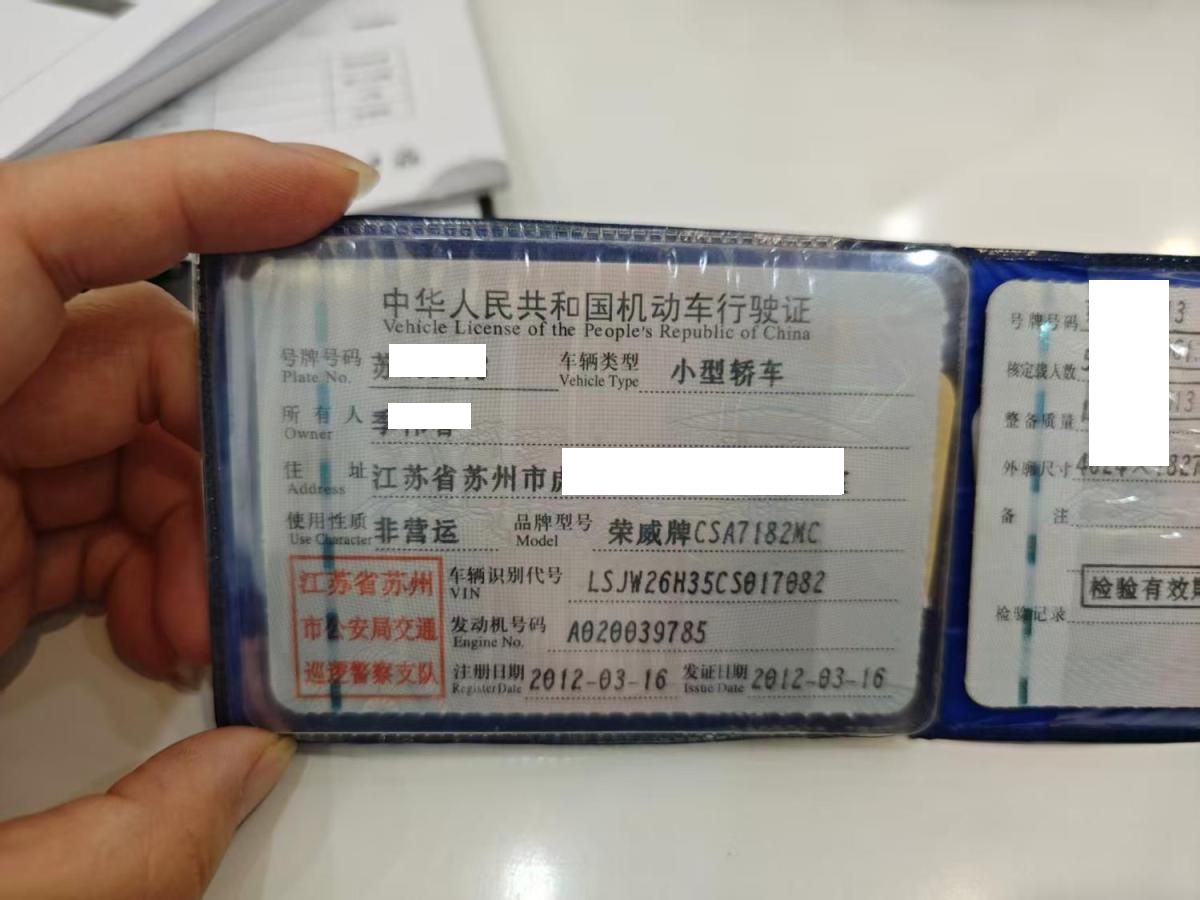 中华人民共和国机动车行驶证
Vehicle License of the People's Republic of China
号牌号码 苏 车辆类型 小型轿车
Plate No. Vehicle Type
所有人
Owner
住址 江苏省苏州市虎
Address
使用性质 非营运 品牌型号 荣威牌CSA7182MC
Use Character Model
江苏省苏州
市公安局交通
巡逻警察支队
车辆识别代号 LSJW26H35CS017082
VIN
发动机号码 A020039785
Engine No.
注册日期 2012-03-16 发证日期 2012-03-16
Register Date Issue Date
号牌号码 3
核定载人数
整备质量 13
外廓尺寸
备注
检验有效期
检验记录